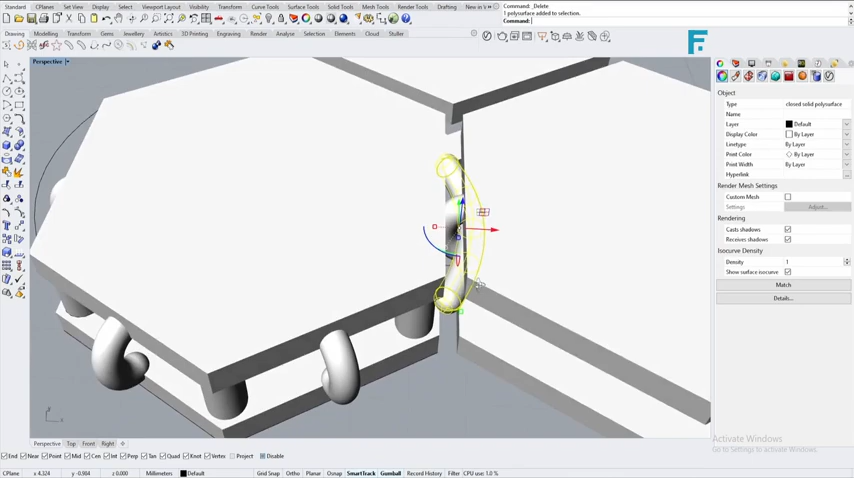 Command: _Delete
1 polysurface added to selection.
Command:
Standard CPlanes Set View Display Select Viewport Layout Visibility Transform Curve Tools Surface Tools Solid Tools Mesh Tools Render Tools Drafting New in V
Drawing Modelling Transform Gems Jewellery Artistics 3D Printing Engraving Render Analyse Selection Elements Cloud Stuller
Perspective
Object
Type closed solid polysurface
Name
Layer Default
Display Color By Layer
Linetype By Layer
Print Color By Layer
Print Width By Layer
Hyperlink
Render Mesh Settings
Custom Mesh
Settings Adjust...
Rendering
Casts shadows
Receives shadows
Isocurve Density
Density 1
Show surface isocurve
Match
Details...
Activate Windows
Go to Settings to activate Windows.
Perspective Top Front Right
End Near Point Mid Cen Int Perp Tan Quad Knot Vertex Project Disable
CPlane x 4.324 y -0.984 z 0.000 Millimeters Default Grid Snap Ortho Planar Osnap SmartTrack Gumball Record History Filter CPU use: 1.0 %